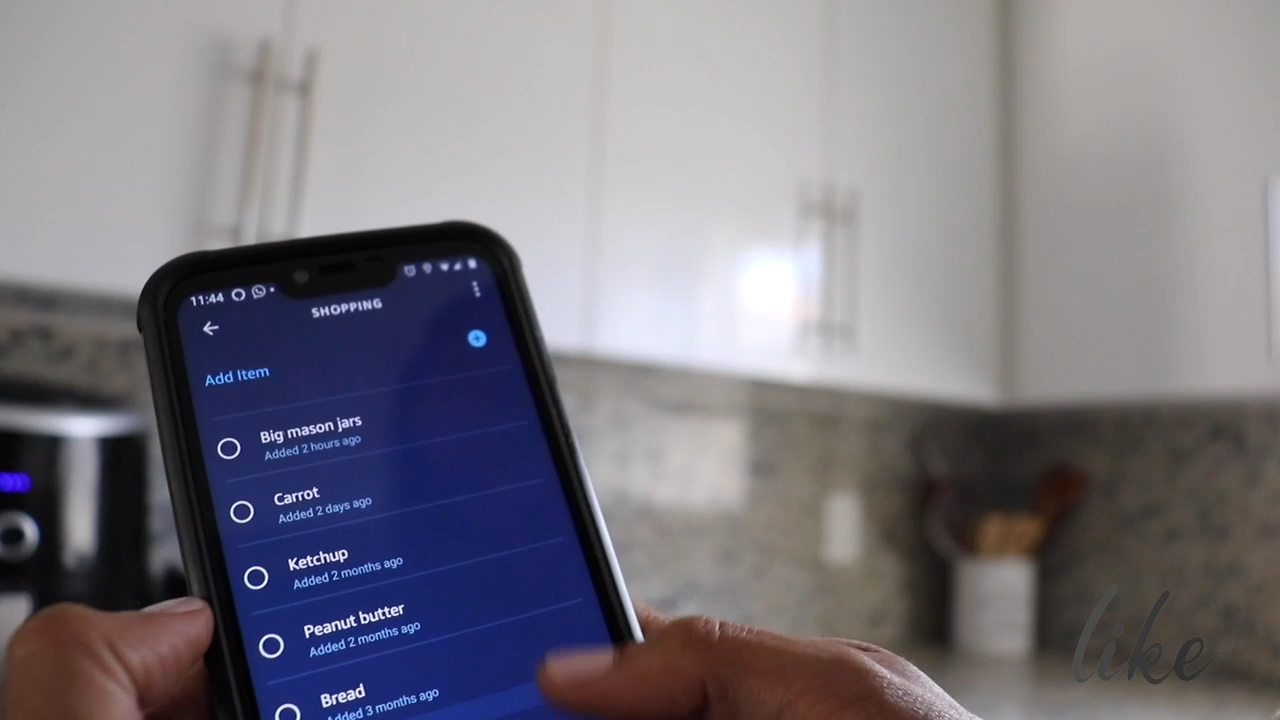 11:44
SHOPPING
Add Item
Big mason jars
Added 2 hours ago
Carrot
Added 2 days ago
Ketchup
Added 2 months ago
Peanut butter
Added 2 months ago
Bread
Added 3 months ago
like